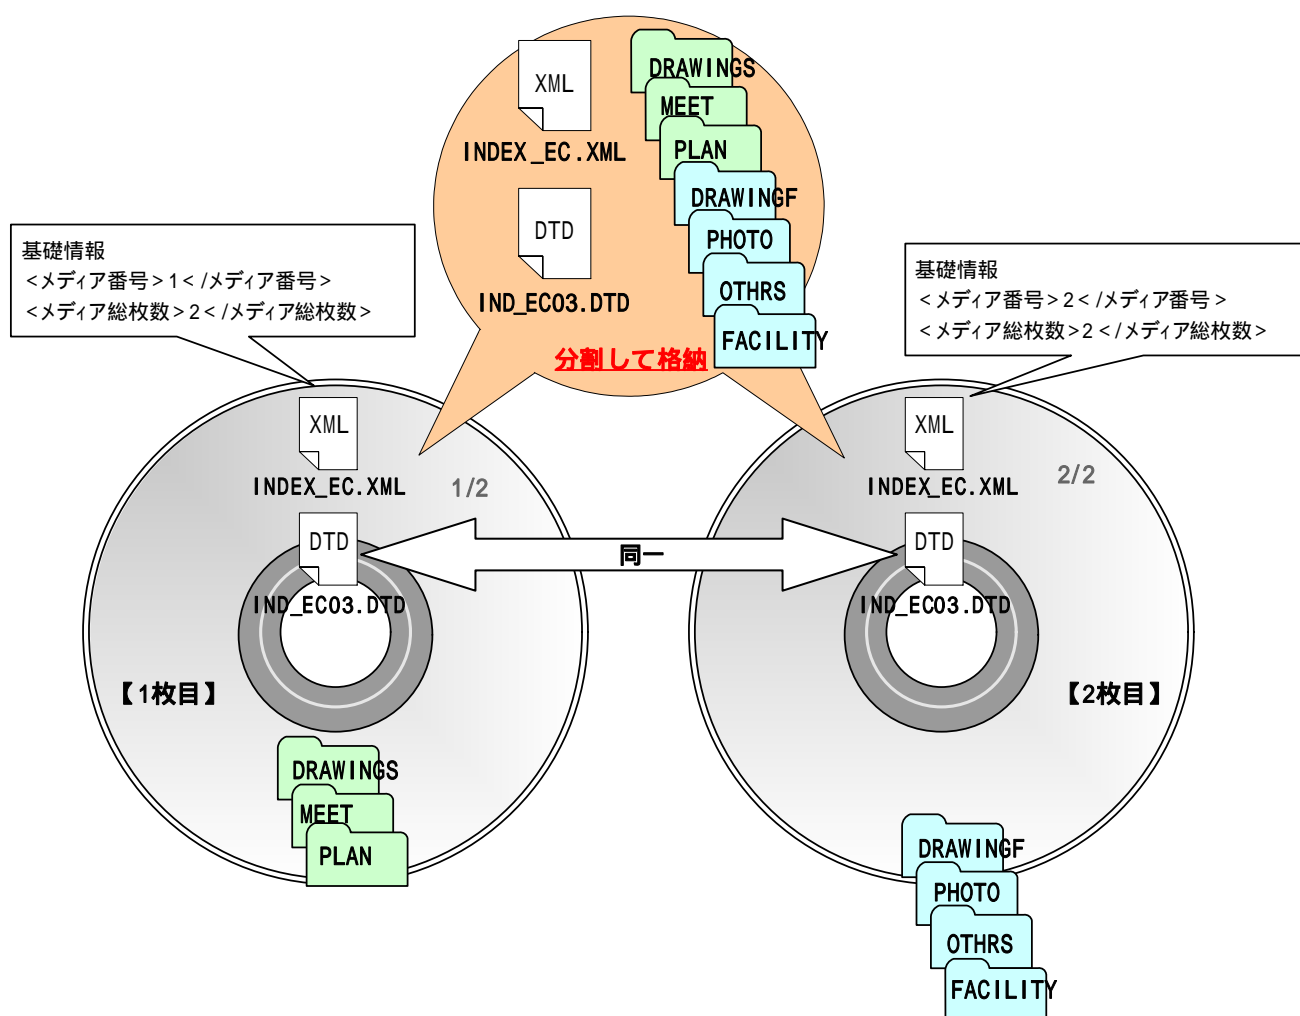 XML
INDEX_EC.XML
DTD
IND_EC03.DTD
DRAWINGS
MEET
PLAN
DRAWINGF
PHOTO
OTHRS
FACILITY
分割して格納
基礎情報
<メディア番号>1</メディア番号>
<メディア総枚数>2</メディア総枚数>
基礎情報
<メディア番号>2</メディア番号>
<メディア総枚数>2</メディア総枚数>
XML
INDEX_EC.XML
1/2
DTD
IND_EC03.DTD
【1枚目】
DRAWINGS
MEET
PLAN
同一
XML
INDEX_EC.XML
2/2
DTD
IND_EC03.DTD
【2枚目】
DRAWINGF
PHOTO
OTHRS
FACILITY